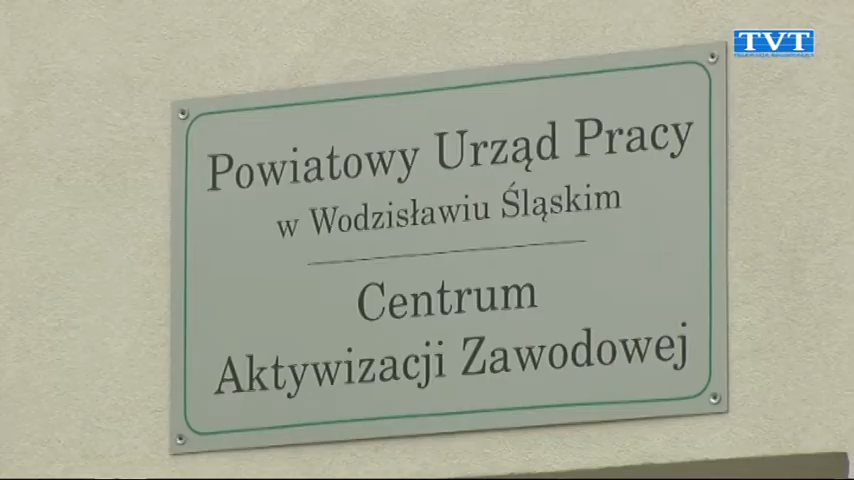 TVT
Powiatowy Urząd Pracy
w Wodzisławiu Śląskim
Centrum
Aktywizacji Zawodowej